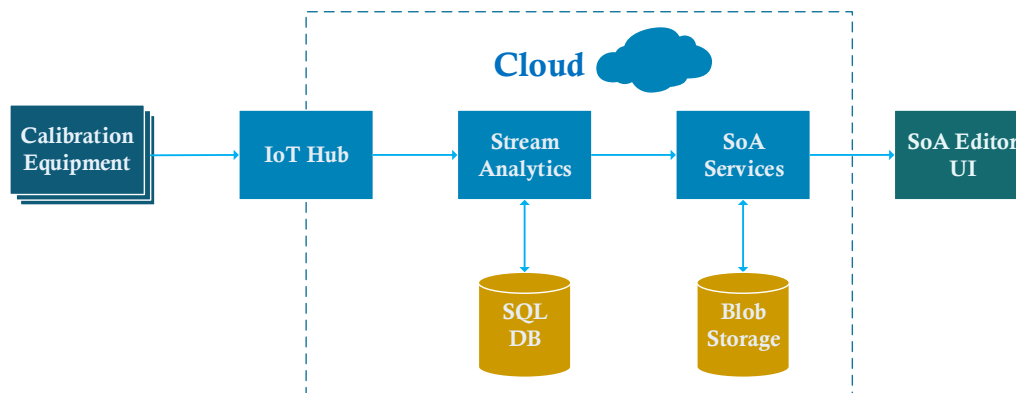 Cloud
Calibration
Equipment
IoT Hub
Stream
Analytics
SoA
Services
SoA Editor
UI
SQL
DB
Blob
Storage